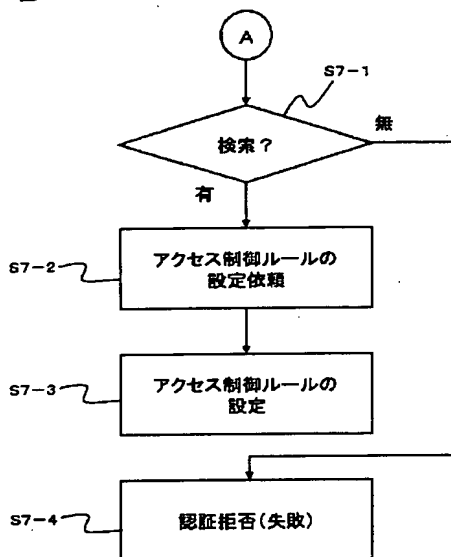 A
S7-1
検索?
無
有
S7-2
アクセス制御ルールの
設定依頼
S7-3
アクセス制御ルールの
設定
S7-4
認証拒否(失敗)